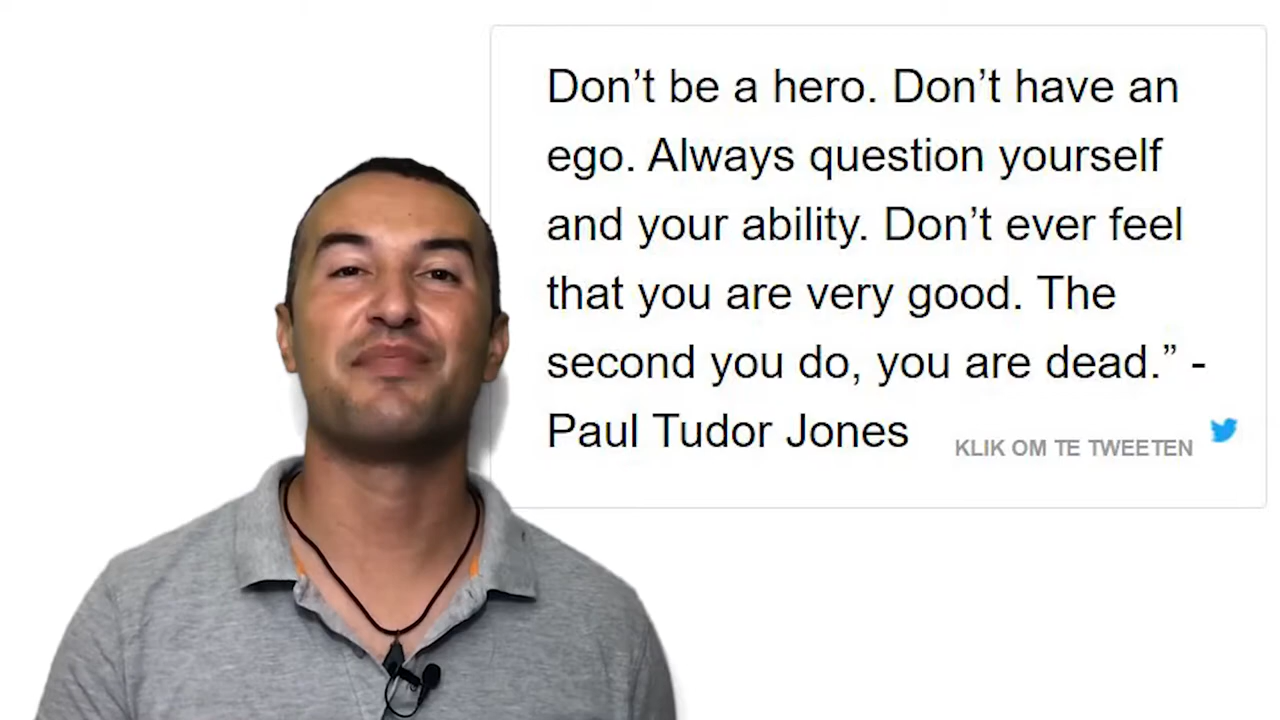 Don’t be a hero. Don’t have an
ego. Always question yourself
and your ability. Don’t ever feel
that you are very good. The
second you do, you are dead.” -
Paul Tudor Jones
KLIK OM TE TWEETEN